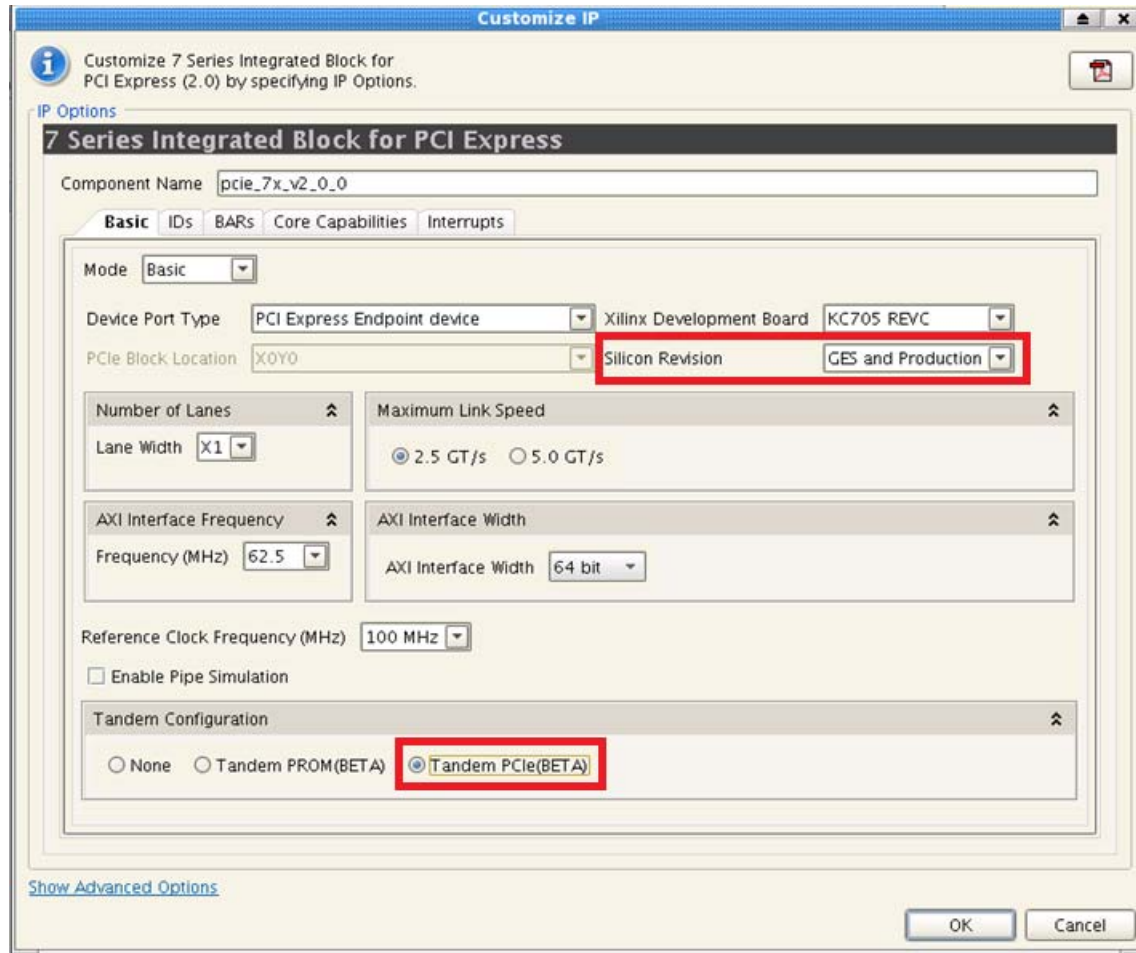 Customize IP
Customize 7 Series Integrated Block for
PCI Express (2.0) by specifying IP Options.
IP Options
7 Series Integrated Block for PCI Express
Component Name pcie_7x_v2_0_0
Basic IDs BARs Core Capabilities Interrupts
Mode Basic
Device Port Type PCI Express Endpoint device Xilinx Development Board KC705 REVC
PCIe Block Location X0Y0 Silicon Revision GES and Production
Number of Lanes Maximum Link Speed
Lane Width X1 2.5 GT/s 5.0 GT/s
AXI Interface Frequency AXI Interface Width
Frequency (MHz) 62.5 AXI Interface Width 64 bit
Reference Clock Frequency (MHz) 100 MHz
Enable Pipe Simulation
Tandem Configuration
None Tandem PROM(BETA) Tandem PCIe(BETA)
Show Advanced Options
OK Cancel